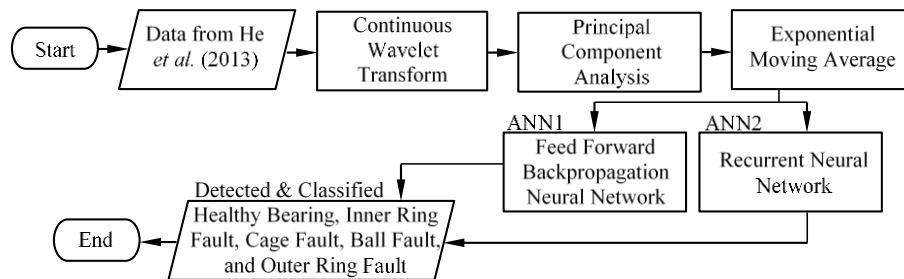 Start
Data from He
et al. (2013)
Continuous
Wavelet
Transform
Principal
Component
Analysis
Exponential
Moving Average
ANN1
Feed Forward
Backpropagation
Neural Network
ANN2
Recurrent Neural
Network
Detected & Classified
Healthy Bearing, Inner Ring
Fault, Cage Fault, Ball Fault,
and Outer Ring Fault
End